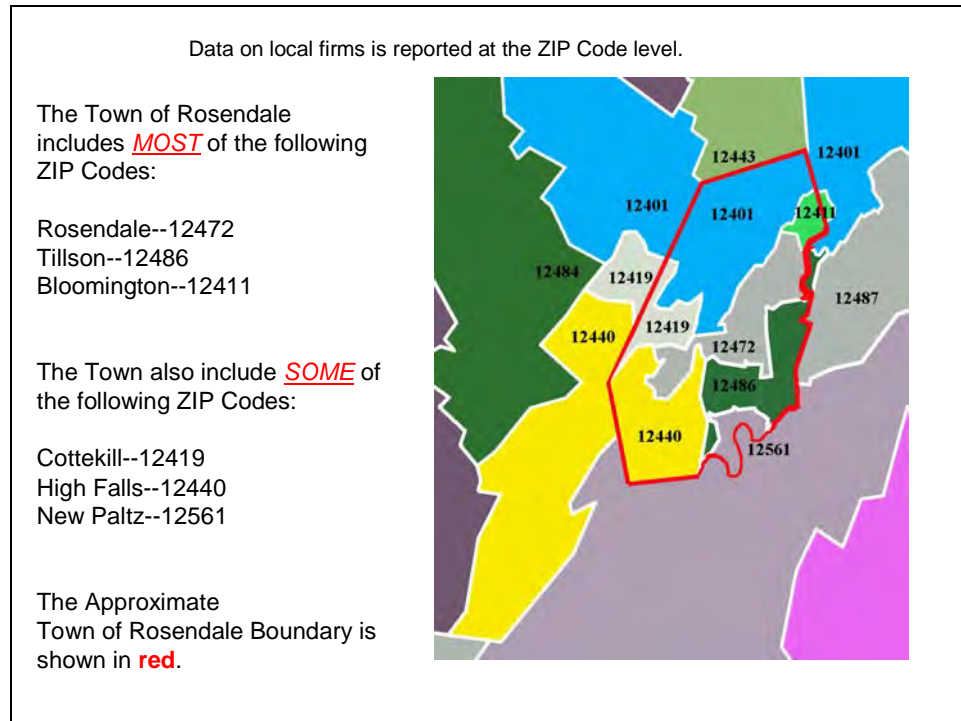 Data on local firms is reported at the ZIP Code level.
The Town of Rosendale
includes MOST of the following
ZIP Codes:
Rosendale--12472
Tillson--12486
Bloomington--12411
The Town also include SOME of
the following ZIP Codes:
Cottekill--12419
High Falls--12440
New Paltz--12561
The Approximate
Town of Rosendale Boundary is
shown in red.
12443
12401
12401
12401
12411
12484
12419
12487
12419
12440
12472
12486
12440
12561